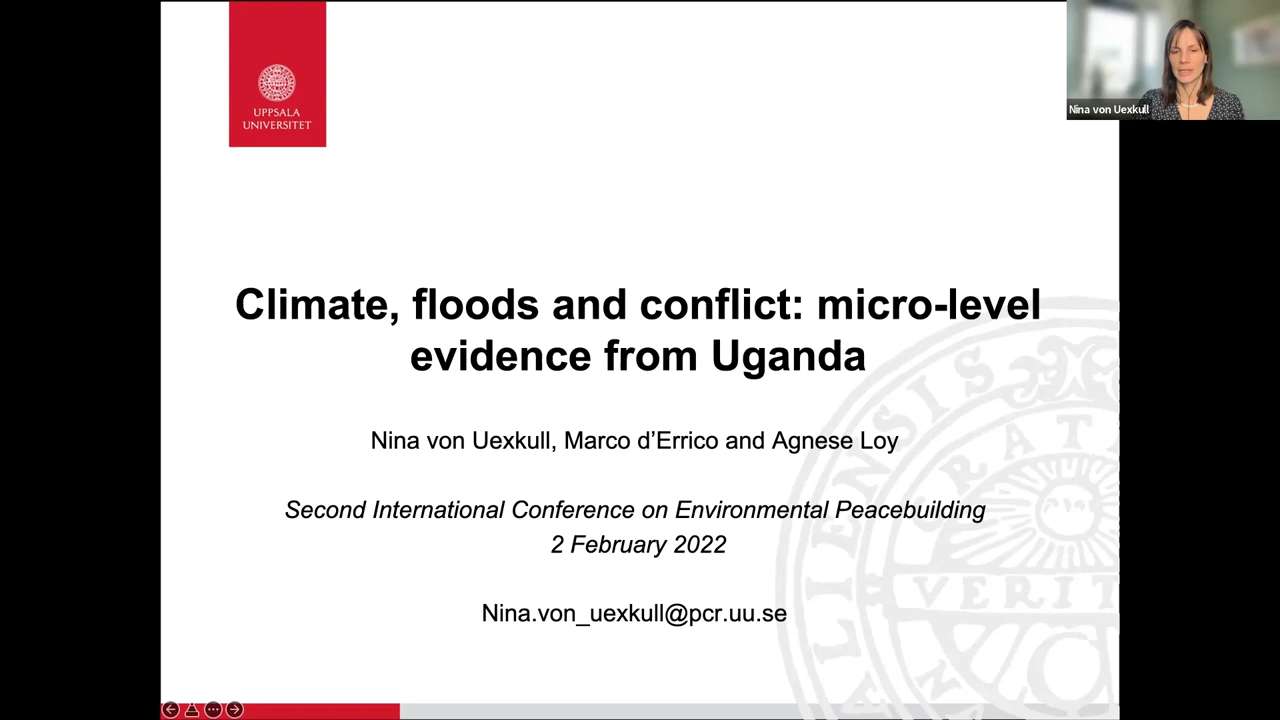 UPPSALA
UNIVERSITET
Nina von Uexkull
Climate, floods and conflict: micro-level
evidence from Uganda
Nina von Uexkull, Marco d’Errico and Agnese Loy
Second International Conference on Environmental Peacebuilding
2 February 2022
Nina.von_uexkull@pcr.uu.se